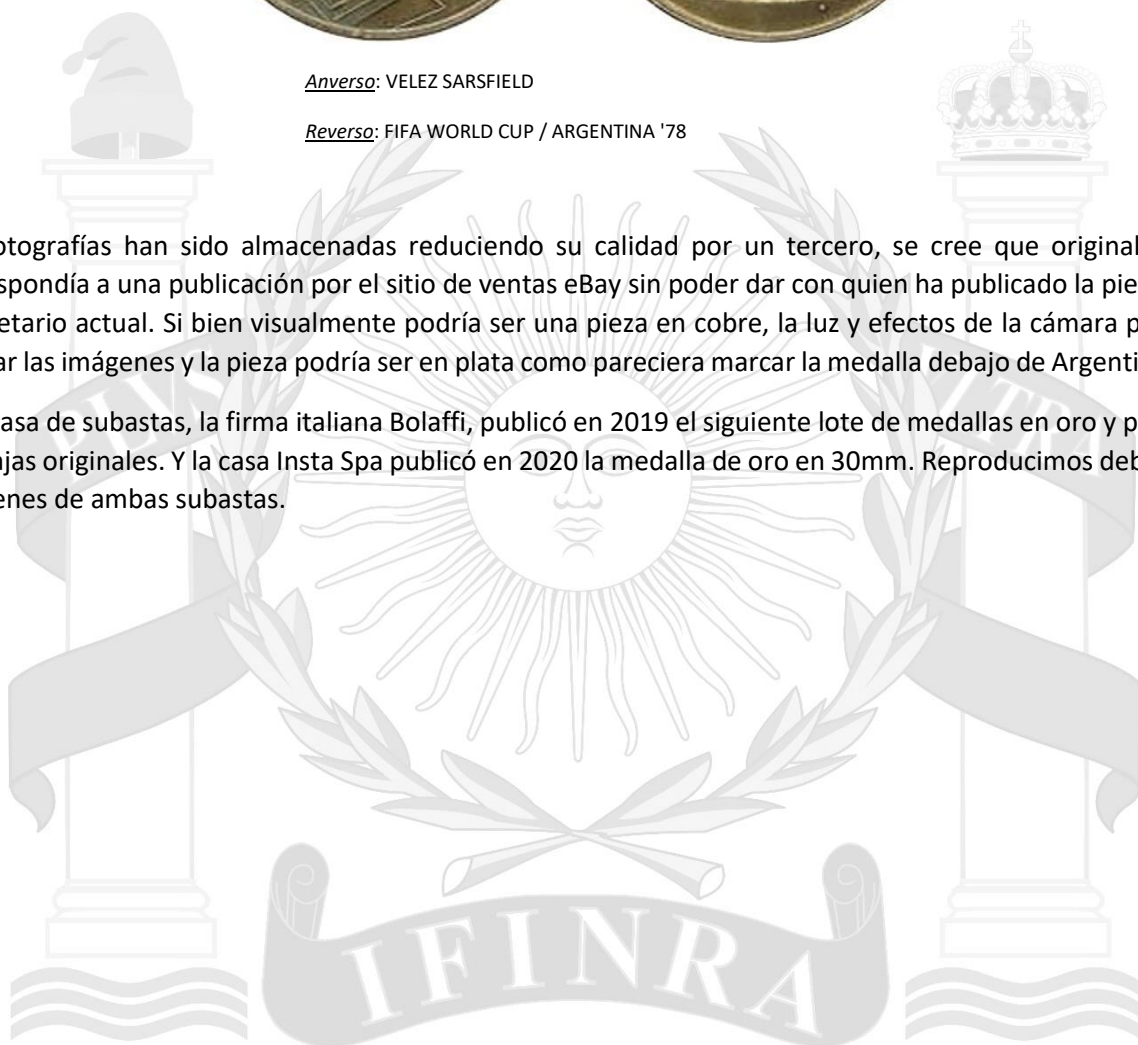 Anverso: VELEZ SARSFIELD
Reverso: FIFA WORLD CUP / ARGENTINA '78
otografías han sido almacenadas reduciendo su calidad por un tercero, se cree que original
spondía a una publicación por el sitio de ventas eBay sin poder dar con quien ha publicado la pie
etario actual. Si bien visualmente podría ser una pieza en cobre, la luz y efectos de la cámara p
ar las imágenes y la pieza podría ser en plata como pareciera marcar la medalla debajo de Argenti
asa de subastas, la firma italiana Bolaffi, publicó en 2019 el siguiente lote de medallas en oro y p
jas originales. Y la casa Insta Spa publicó en 2020 la medalla de oro en 30mm. Reproducimos deb
enes de ambas subastas.
PLVS
IFINRA